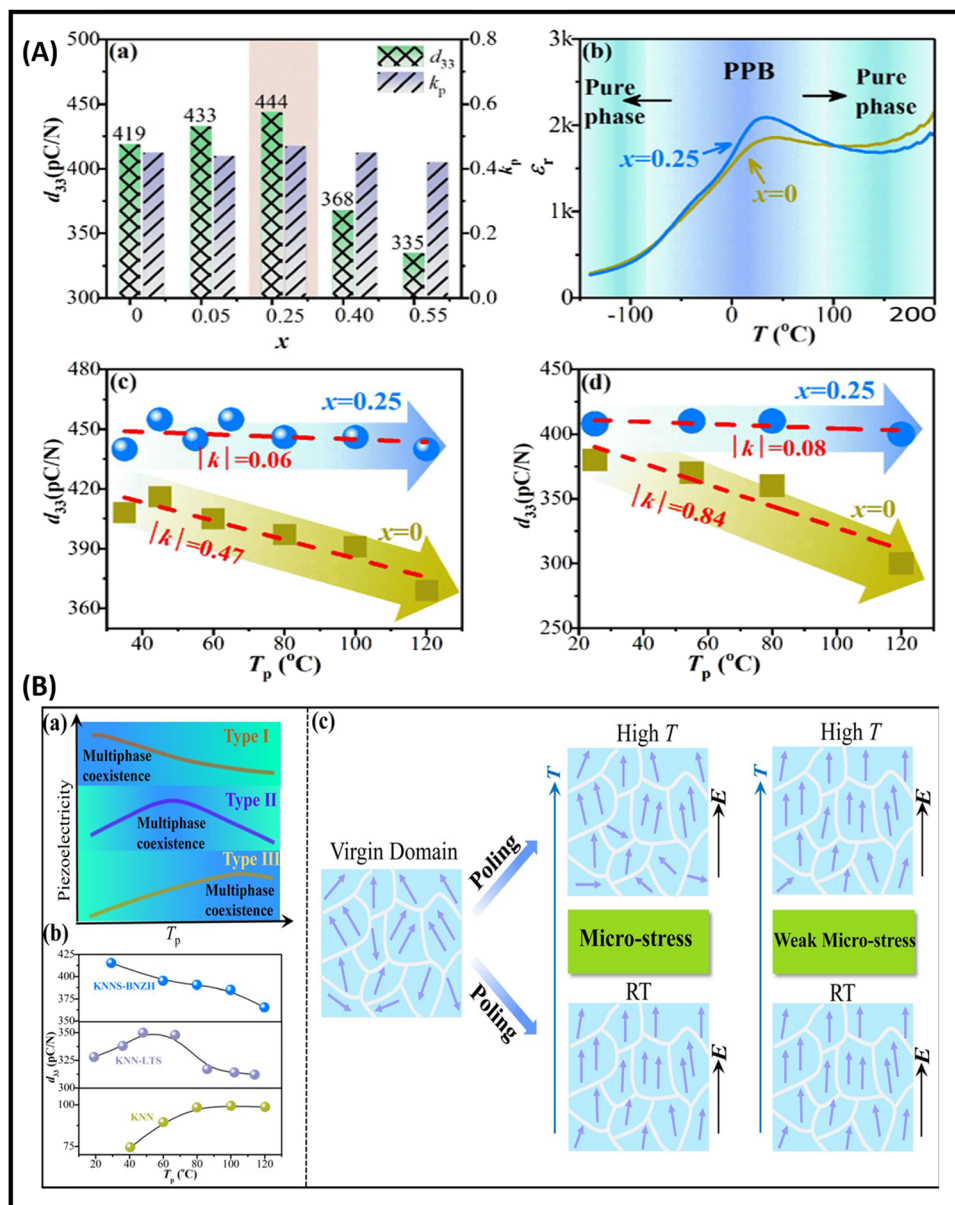 (A)
(a)
500
450
400
350
300
d33(pC/N)
419
433
444
368
335
d33
kp
0.8
0.6
0.4
0.2
0.0
kp
0
0.05
0.25
0.40
0.55
x
(b)
3k
2k
1k
0
εr
Pure
phase
PPB
Pure
phase
x=0.25
x=0
-100
0
100
200
T (°C)
(c)
480
450
420
390
360
d33(pC/N)
x=0.25
|k|=0.06
x=0
|k|=0.47
40
60
80
100
120
Tp (°C)
(d)
450
400
350
300
250
d33(pC/N)
x=0.25
|k|=0.08
x=0
|k|=0.84
20
40
60
80
100
120
Tp (°C)
(B)
(a)
Piezoelectricity
Type I
Multiphase
coexistence
Type II
Multiphase
coexistence
Type III
Multiphase
coexistence
Tp
(b)
425
400
375
350
KNNS-BNZH
350
325
300
KNN-LTS
d33 (pC/N)
100
75
KNN
20
40
60
80
100
120
Tp (°C)
(c)
Virgin Domain
Poling
Poling
T
High T
E
Micro-stress
RT
E
T
High T
E
Weak Micro-stress
RT
E